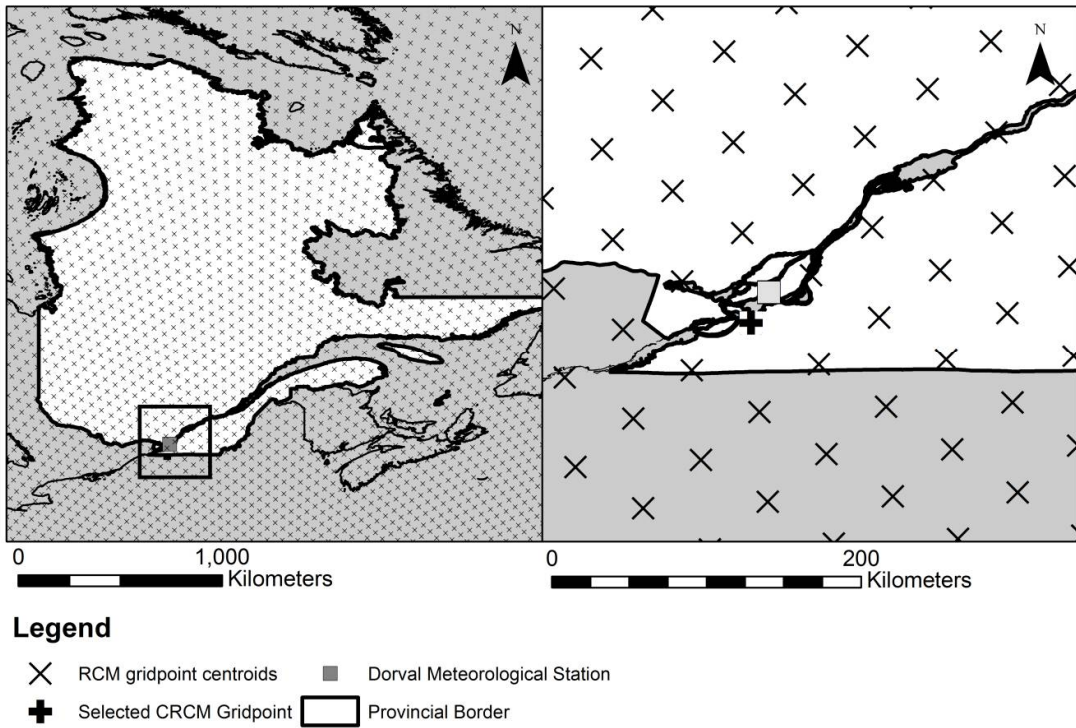 N
N
0 1,000
Kilometers
0 200
Kilometers
Legend
RCM gridpoint centroids
Dorval Meteorological Station
Selected CRCM Gridpoint
Provincial Border